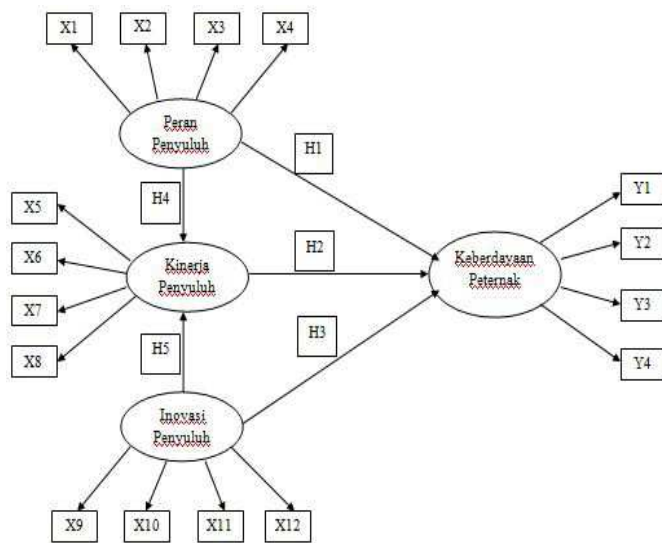 X1
X2
X3
X4
Peran
Penyuluh
H1
H4
X5
X6
X7
X8
Kinerja
Penyuluh
H2
Keberdayaan
Peternak
Y1
Y2
Y3
Y4
H5
H3
Inovasi
Penyuluh
X9
X10
X11
X12